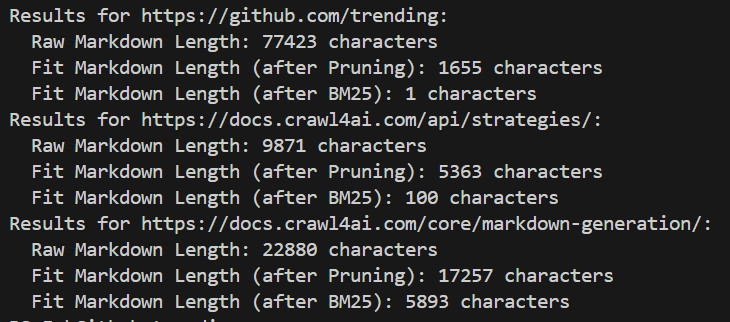 Results for https://github.com/trending:
Raw Markdown Length: 77423 characters
Fit Markdown Length (after Pruning): 1655 characters
Fit Markdown Length (after BM25): 1 characters
Results for https://docs.crawl4ai.com/api/strategies/:
Raw Markdown Length: 9871 characters
Fit Markdown Length (after Pruning): 5363 characters
Fit Markdown Length (after BM25): 100 characters
Results for https://docs.crawl4ai.com/core/markdown-generation/:
Raw Markdown Length: 22880 characters
Fit Markdown Length (after Pruning): 17257 characters
Fit Markdown Length (after BM25): 5893 characters